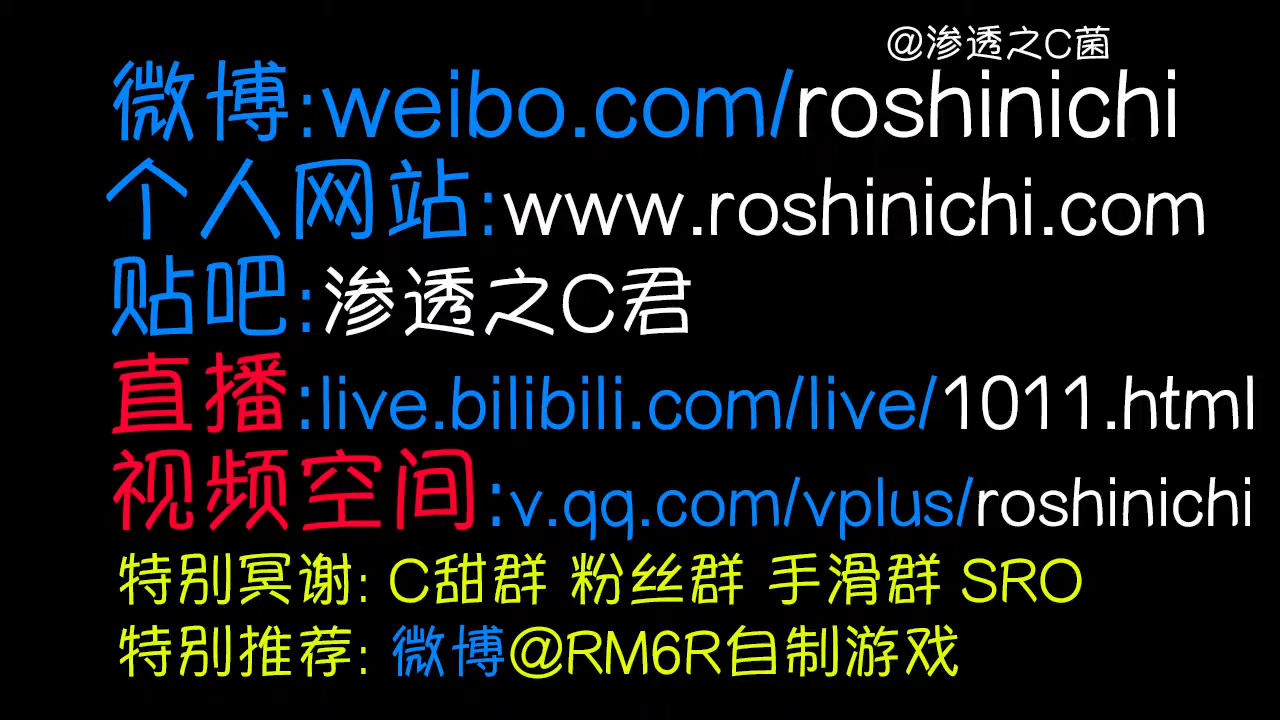 @渗透之C菌
微博:weibo.com/roshinichi
个人网站:www.roshinichi.com
贴吧:渗透之C君
直播:live.bilibili.com/live/1011.html
视频空间:v.qq.com/vplus/roshinichi
特别冥谢: C甜群 粉丝群 手滑群 SRO
特别推荐: 微博@RM6R自制游戏